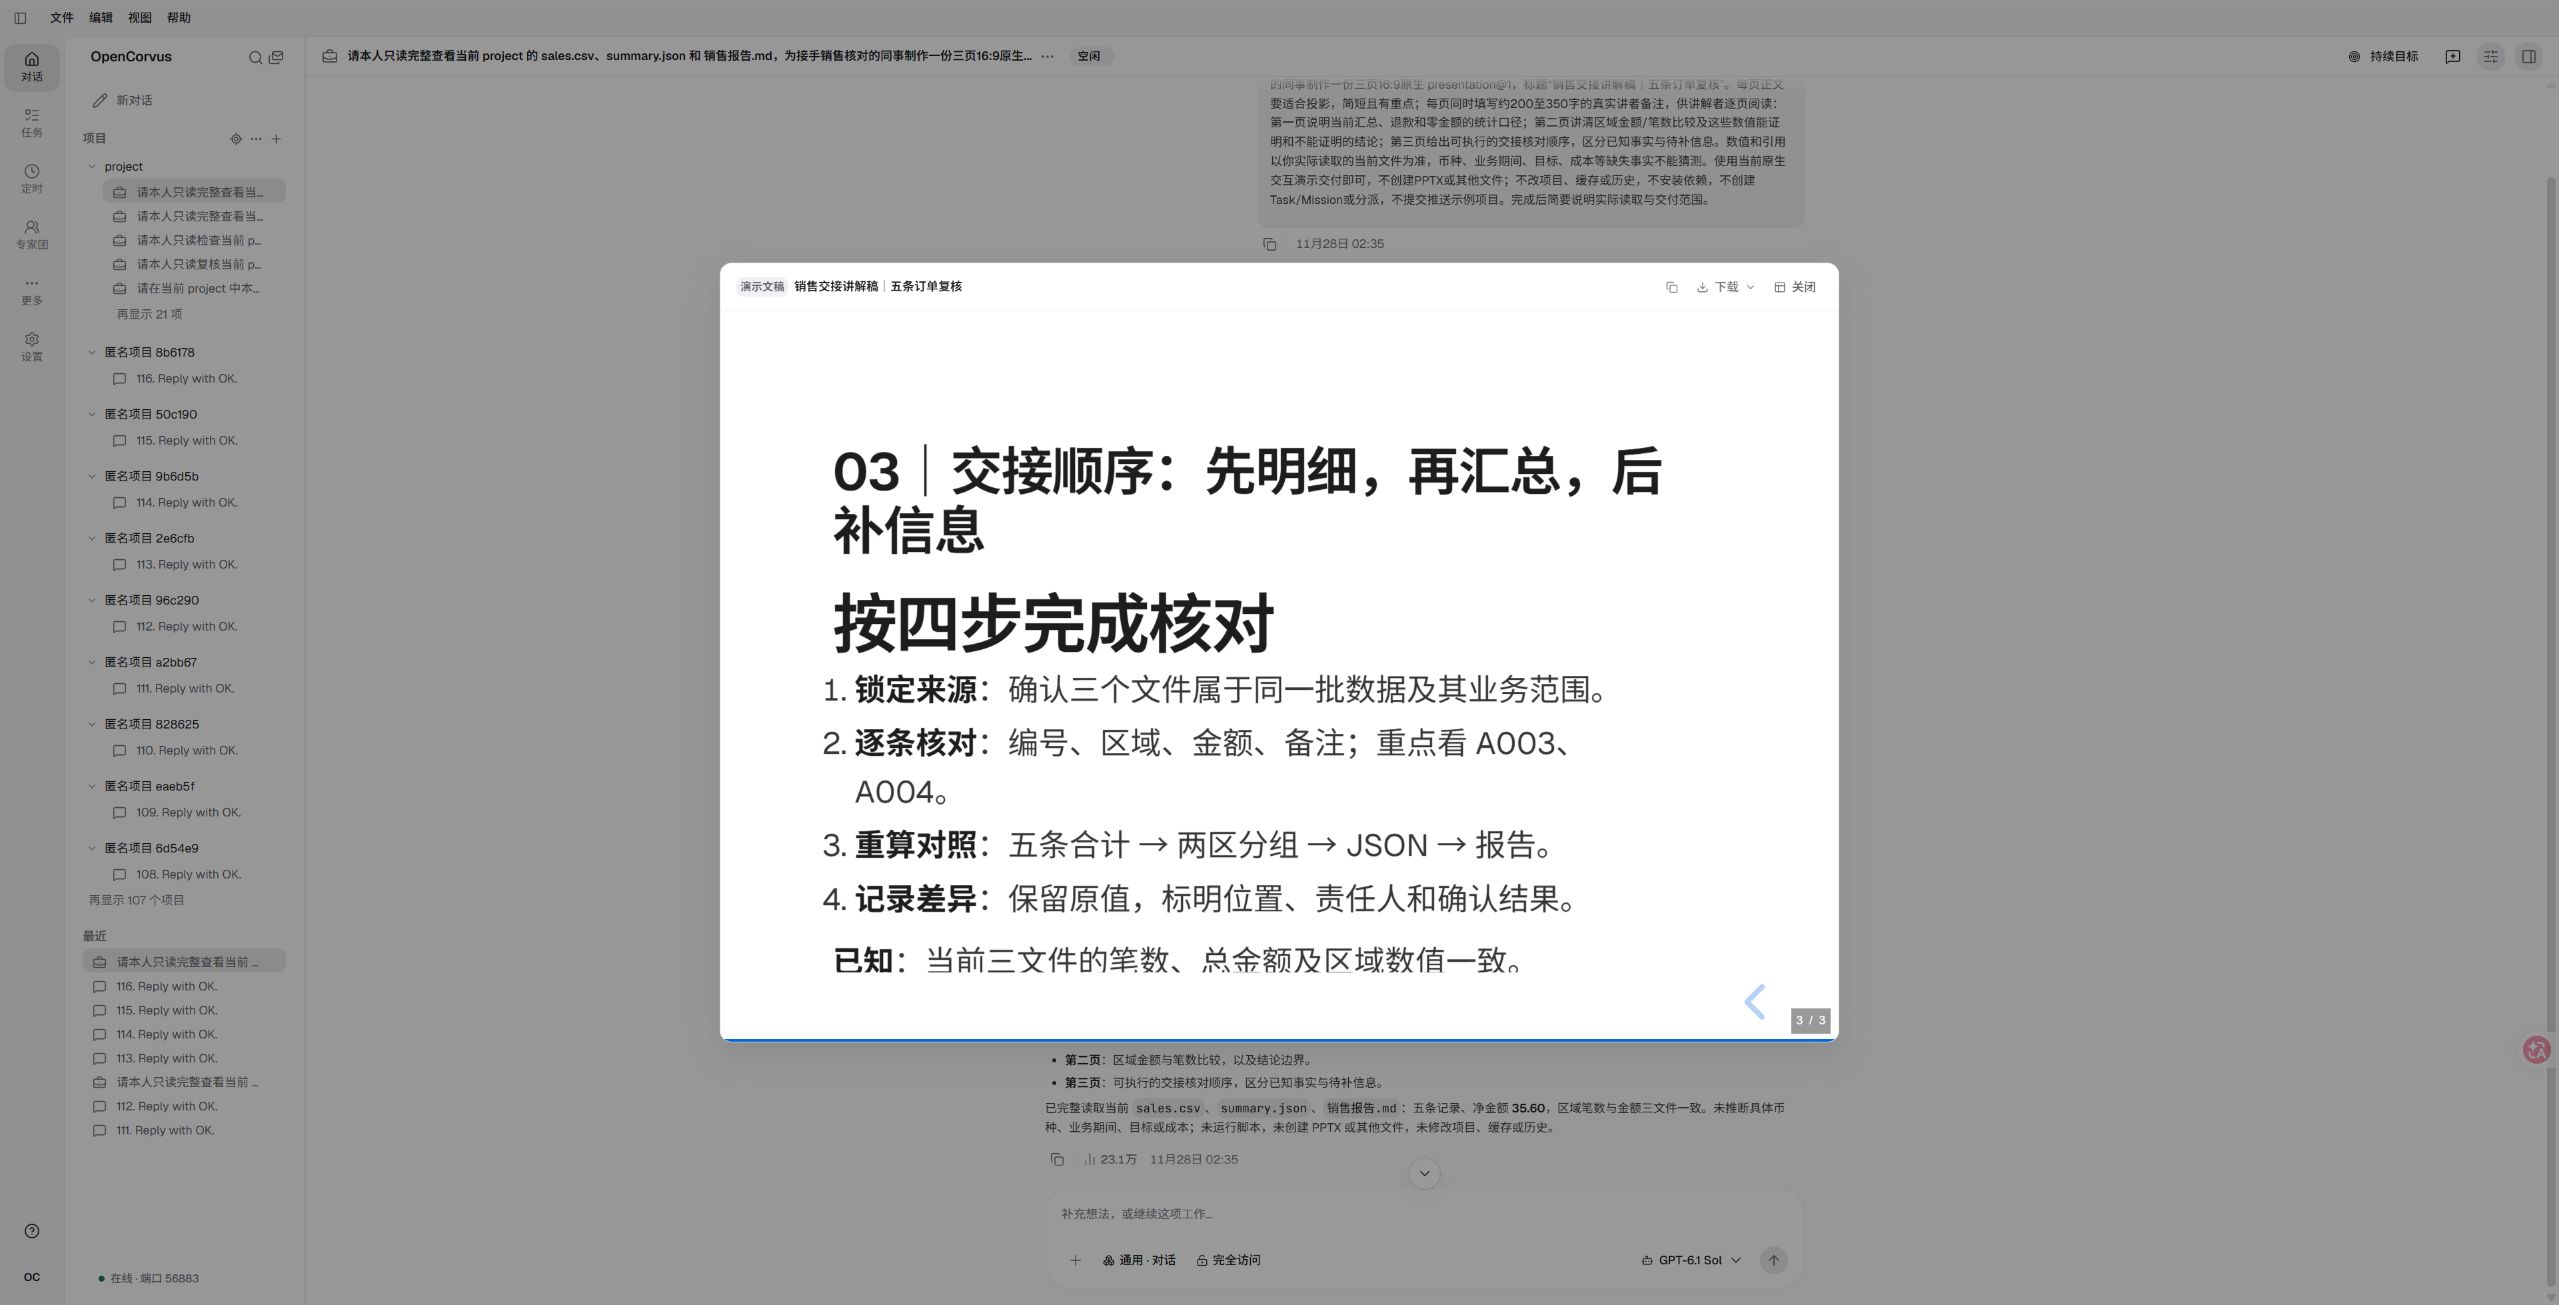 文件 编辑 视图 帮助
对话
任务
定时
专家团
更多
设置
OC
OpenCorvus
新对话
项目
project
请本人只读完整查看当...
请本人只读完整查看当...
请本人只读检查当前 p...
请本人只读复核当前 p...
请在当前 project 中本...
再显示 21 项
匿名项目 8b6178
116. Reply with OK.
匿名项目 50c190
115. Reply with OK.
匿名项目 9b6d5b
114. Reply with OK.
匿名项目 2e6cfb
113. Reply with OK.
匿名项目 96c290
112. Reply with OK.
匿名项目 a2bb67
111. Reply with OK.
匿名项目 828625
110. Reply with OK.
匿名项目 eaeb5f
109. Reply with OK.
匿名项目 6d54e9
108. Reply with OK.
再显示 107 个项目
最近
请本人只读完整查看当前 ...
116. Reply with OK.
115. Reply with OK.
114. Reply with OK.
113. Reply with OK.
请本人只读完整查看当前 ...
112. Reply with OK.
111. Reply with OK.
在线 · 端口 56883
请本人只读完整查看当前 project 的 sales.csv、summary.json 和 销售报告.md，为接手销售核对的同事制作一份三页16:9原生... 空闲
持续目标
的同事制作一份三页16:9原生 presentation@1，标题“销售交接讲解稿｜五条订单复核”。每页正文
要适合投影，简短且有重点；每页同时填写约200至350字的真实讲者备注，供讲解者逐页阅读：
第一页说明当前汇总、退款和零金额的统计口径；第二页讲清区域金额/笔数比较及这些数值能证
明和不能证明的结论；第三页给出可执行的交接核对顺序，区分已知事实与待补信息。数值和引用
以你实际读取的当前文件为准，币种、业务期间、目标、成本等缺失事实不能猜测。使用当前原生
交互演示交付即可，不创建PPTX或其他文件；不改项目、缓存或历史，不安装依赖，不创建
Task/Mission或分派，不提交推送示例项目。完成后简要说明实际读取与交付范围。
11月28日 02:35
演示文稿 销售交接讲解稿｜五条订单复核
下载 关闭
03｜交接顺序：先明细，再汇总，后
补信息
按四步完成核对
1. 锁定来源：确认三个文件属于同一批数据及其业务范围。
2. 逐条核对：编号、区域、金额、备注；重点看 A003、
A004。
3. 重算对照：五条合计 → 两区分组 → JSON → 报告。
4. 记录差异：保留原值，标明位置、责任人和确认结果。
已知：当前三文件的笔数、总金额及区域数值一致。
3 / 3
• 第二页：区域金额与笔数比较，以及结论边界。
• 第三页：可执行的交接核对顺序，区分已知事实与待补信息。
已完整读取当前 sales.csv、summary.json、销售报告.md：五条记录、净金额 35.60，区域笔数与金额三文件一致。未推断具体币
种、业务期间、目标或成本；未运行脚本，未创建 PPTX 或其他文件，未修改项目、缓存或历史。
23.1万 11月28日 02:35
补充想法，或继续这项工作...
通用 · 对话 完全访问
GPT-6.1 Sol